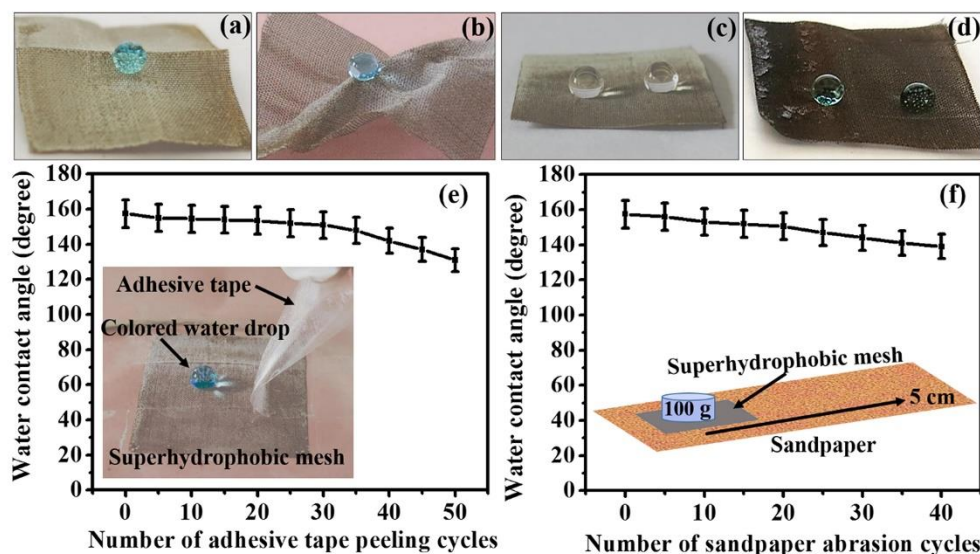 (a)
(b)
(c)
(d)
(e)
Water contact angle (degree)
180
160
140
120
100
80
60
40
20
0
Adhesive tape
Colored water drop
Superhydrophobic mesh
0 10 20 30 40 50
Number of adhesive tape peeling cycles
(f)
Water contact angle (degree)
180
160
140
120
100
80
60
40
20
0
Superhydrophobic mesh
100 g
5 cm
Sandpaper
0 10 20 30 40
Number of sandpaper abrasion cycles